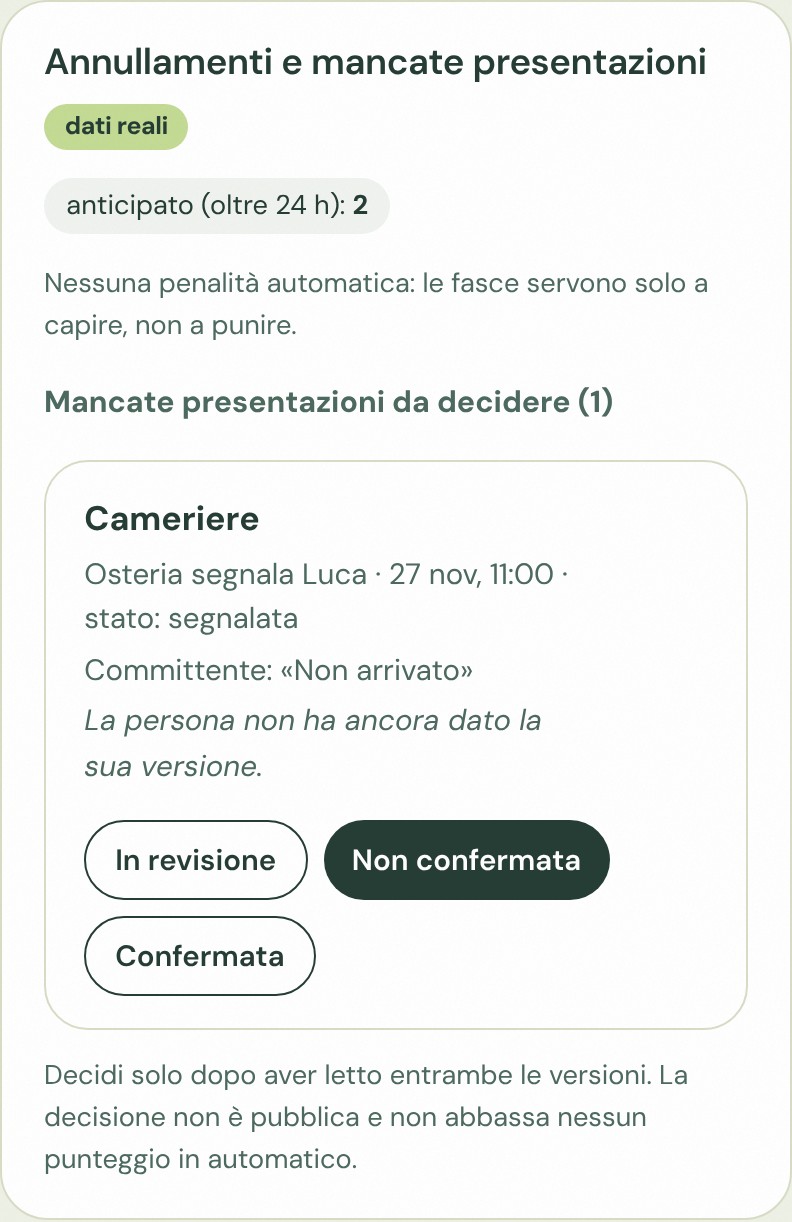 Annullamenti e mancate presentazioni
dati reali
anticipato (oltre 24 h): 2
Nessuna penalità automatica: le fasce servono solo a
capire, non a punire.
Mancate presentazioni da decidere (1)
Cameriere
Osteria segnala Luca · 27 nov, 11:00 ·
stato: segnalata
Committente: «Non arrivato»
La persona non ha ancora dato la
sua versione.
In revisione
Non confermata
Confermata
Decidi solo dopo aver letto entrambe le versioni. La
decisione non è pubblica e non abbassa nessun
punteggio in automatico.